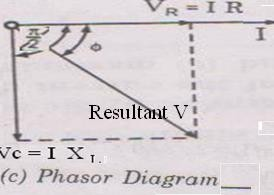 V_R = I R
I
π/2
Φ
Resultant V
Vc = I X_L
(c) Phasor Diagram